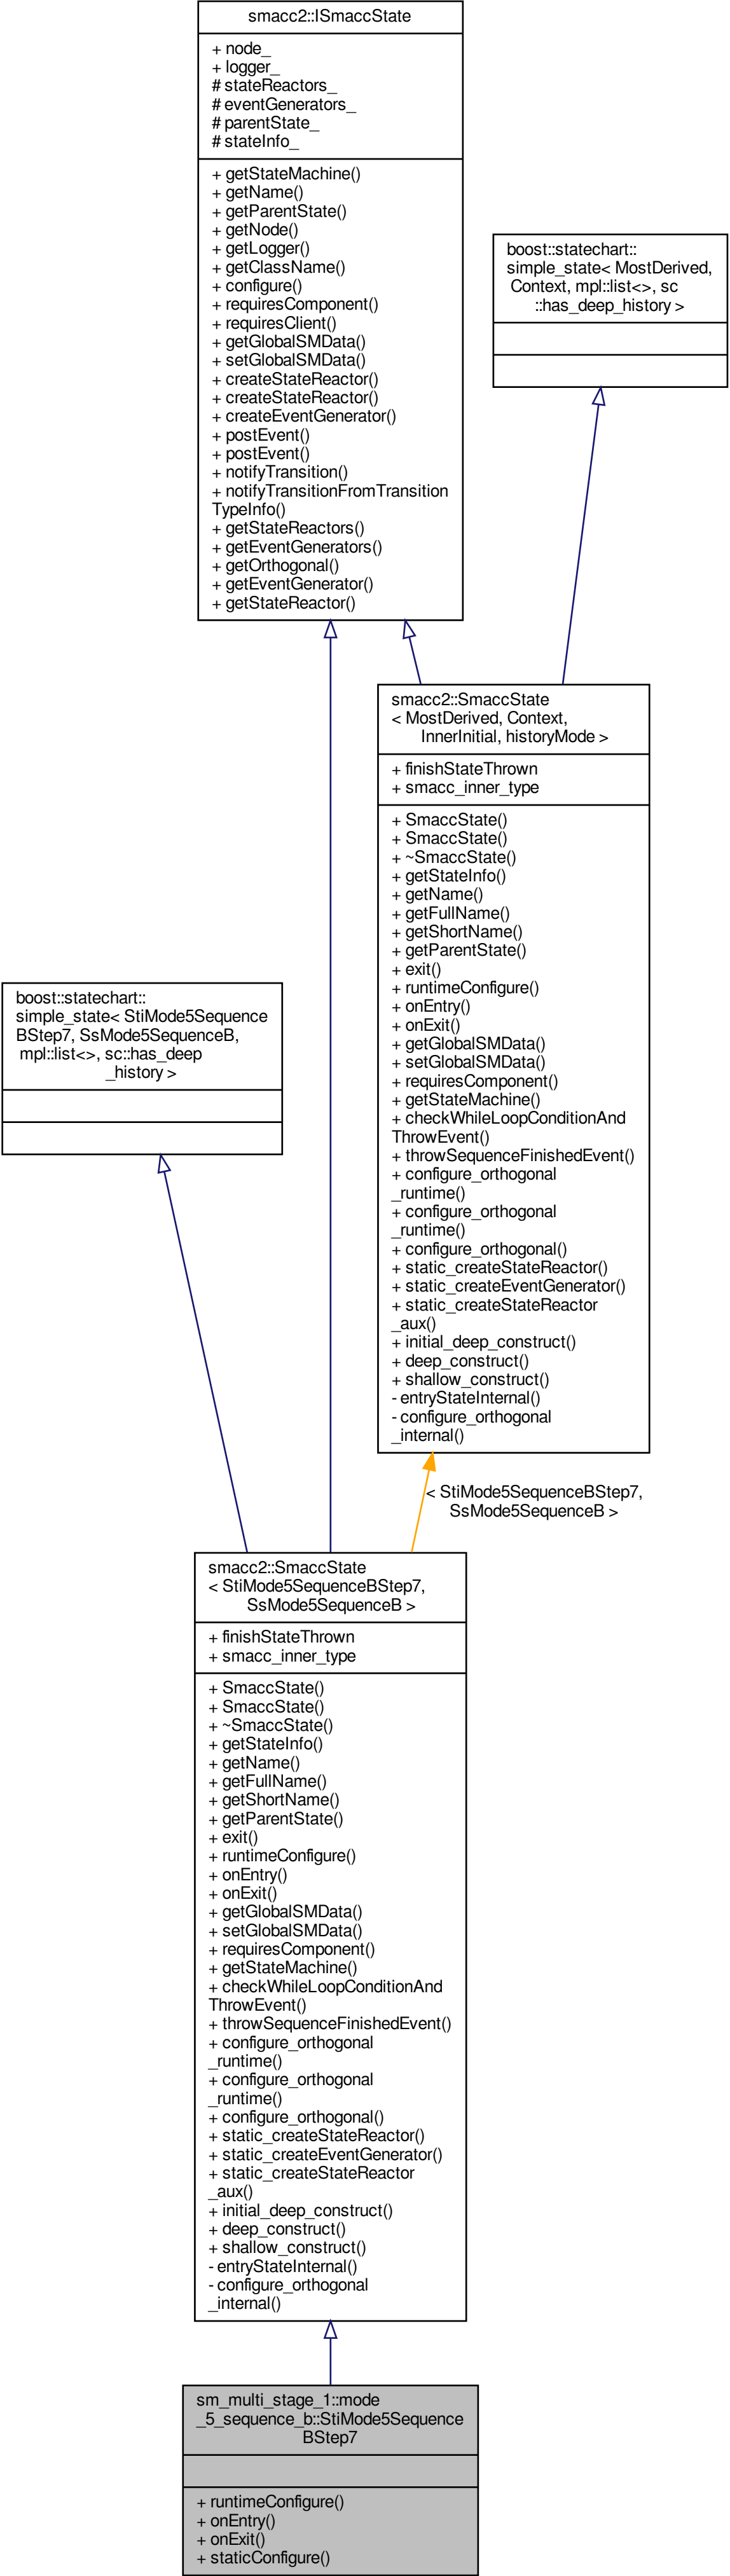 smacc2::ISmaccState
+ node_
+ logger_
# stateReactors_
# eventGenerators_
# parentState_
# stateInfo_
+ getStateMachine()
+ getName()
+ getParentState()
+ getNode()
+ getLogger()
+ getClassName()
+ configure()
+ requiresComponent()
+ requiresClient()
+ getGlobalSMData()
+ setGlobalSMData()
+ createStateReactor()
+ createStateReactor()
+ createEventGenerator()
+ postEvent()
+ postEvent()
+ notifyTransition()
+ notifyTransitionFromTransition
TypeInfo()
+ getStateReactors()
+ getEventGenerators()
+ getOrthogonal()
+ getEventGenerator()
+ getStateReactor()
boost::statechart::
simple_state< MostDerived,
Context, mpl::list<>, sc
::has_deep_history >
smacc2::SmaccState
< MostDerived, Context,
InnerInitial, historyMode >
+ finishStateThrown
+ smacc_inner_type
+ SmaccState()
+ SmaccState()
+ ~SmaccState()
+ getStateInfo()
+ getName()
+ getFullName()
+ getShortName()
+ getParentState()
+ exit()
+ runtimeConfigure()
+ onEntry()
+ onExit()
+ getGlobalSMData()
+ setGlobalSMData()
+ requiresComponent()
+ getStateMachine()
+ checkWhileLoopConditionAnd
ThrowEvent()
+ throwSequenceFinishedEvent()
+ configure_orthogonal
_runtime()
+ configure_orthogonal
_runtime()
+ configure_orthogonal()
+ static_createStateReactor()
+ static_createEventGenerator()
+ static_createStateReactor
_aux()
+ initial_deep_construct()
+ deep_construct()
+ shallow_construct()
- entryStateInternal()
- configure_orthogonal
_internal()
boost::statechart::
simple_state< StiMode5Sequence
BStep7, SsMode5SequenceB,
mpl::list<>, sc::has_deep
_history >
< StiMode5SequenceBStep7,
SsMode5SequenceB >
smacc2::SmaccState
< StiMode5SequenceBStep7,
SsMode5SequenceB >
+ finishStateThrown
+ smacc_inner_type
+ SmaccState()
+ SmaccState()
+ ~SmaccState()
+ getStateInfo()
+ getName()
+ getFullName()
+ getShortName()
+ getParentState()
+ exit()
+ runtimeConfigure()
+ onEntry()
+ onExit()
+ getGlobalSMData()
+ setGlobalSMData()
+ requiresComponent()
+ getStateMachine()
+ checkWhileLoopConditionAnd
ThrowEvent()
+ throwSequenceFinishedEvent()
+ configure_orthogonal
_runtime()
+ configure_orthogonal
_runtime()
+ configure_orthogonal()
+ static_createStateReactor()
+ static_createEventGenerator()
+ static_createStateReactor
_aux()
+ initial_deep_construct()
+ deep_construct()
+ shallow_construct()
- entryStateInternal()
- configure_orthogonal
_internal()
sm_multi_stage_1::mode
_5_sequence_b::StiMode5Sequence
BStep7
+ runtimeConfigure()
+ onEntry()
+ onExit()
+ staticConfigure()